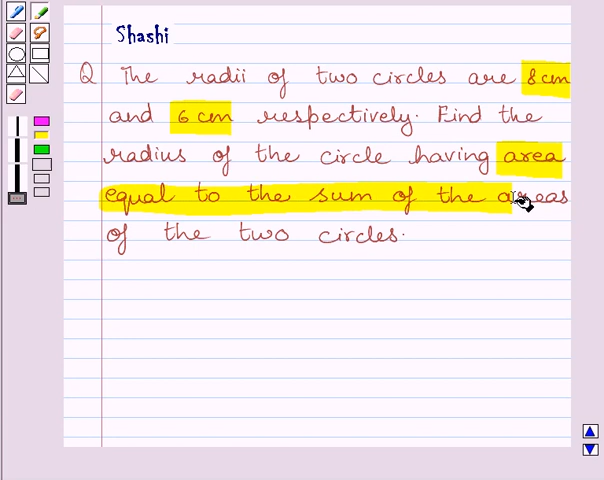 Shashi
Q The radii of two circles are 8 cm
and 6 cm respectively. Find the
radius of the circle having area
equal to the sum of the areas
of the two circles.